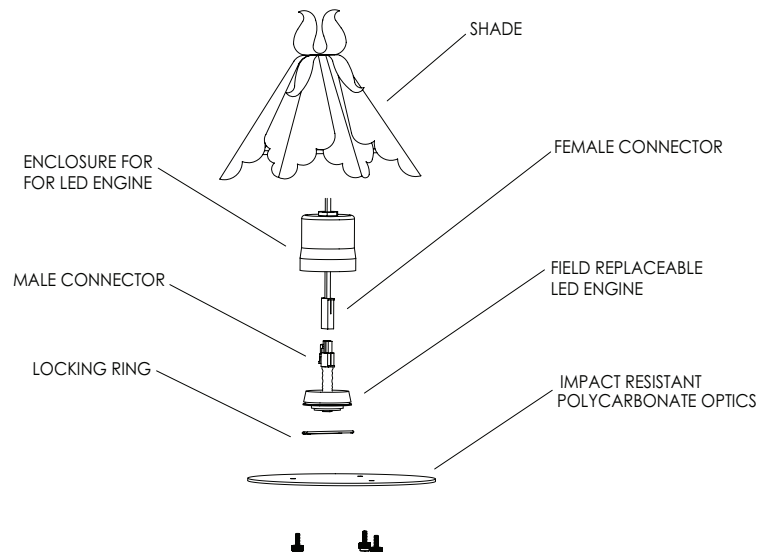 SHADE
FEMALE CONNECTOR
ENCLOSURE FOR
FOR LED ENGINE
FIELD REPLACEABLE
LED ENGINE
MALE CONNECTOR
LOCKING RING
IMPACT RESISTANT
POLYCARBONATE OPTICS